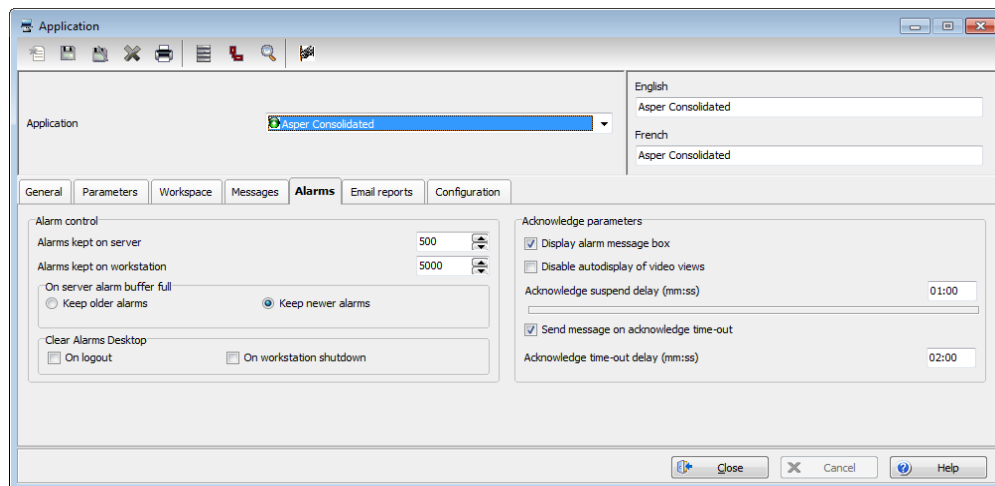 Application
English
Asper Consolidated
Application
Asper Consolidated
French
Asper Consolidated
General Parameters Workspace Messages Alarms Email reports Configuration
Alarm control
Alarms kept on server 500
Alarms kept on workstation 5000
On server alarm buffer full
Keep older alarms Keep newer alarms
Clear Alarms Desktop
On logout On workstation shutdown
Acknowledge parameters
Display alarm message box
Disable autodisplay of video views
Acknowledge suspend delay (mm:ss) 01:00
Send message on acknowledge time-out
Acknowledge time-out delay (mm:ss) 02:00
Close Cancel Help